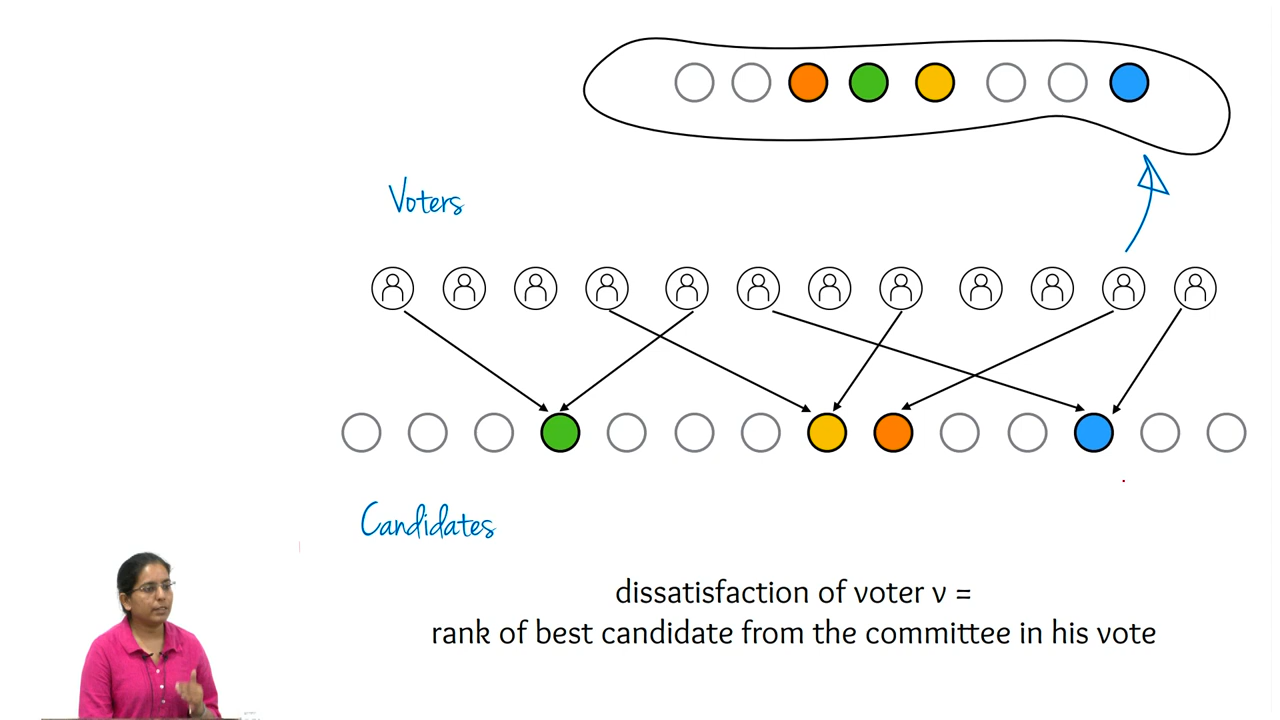 Voters
Candidates
dissatisfaction of voter v =
rank of best candidate from the committee in his vote